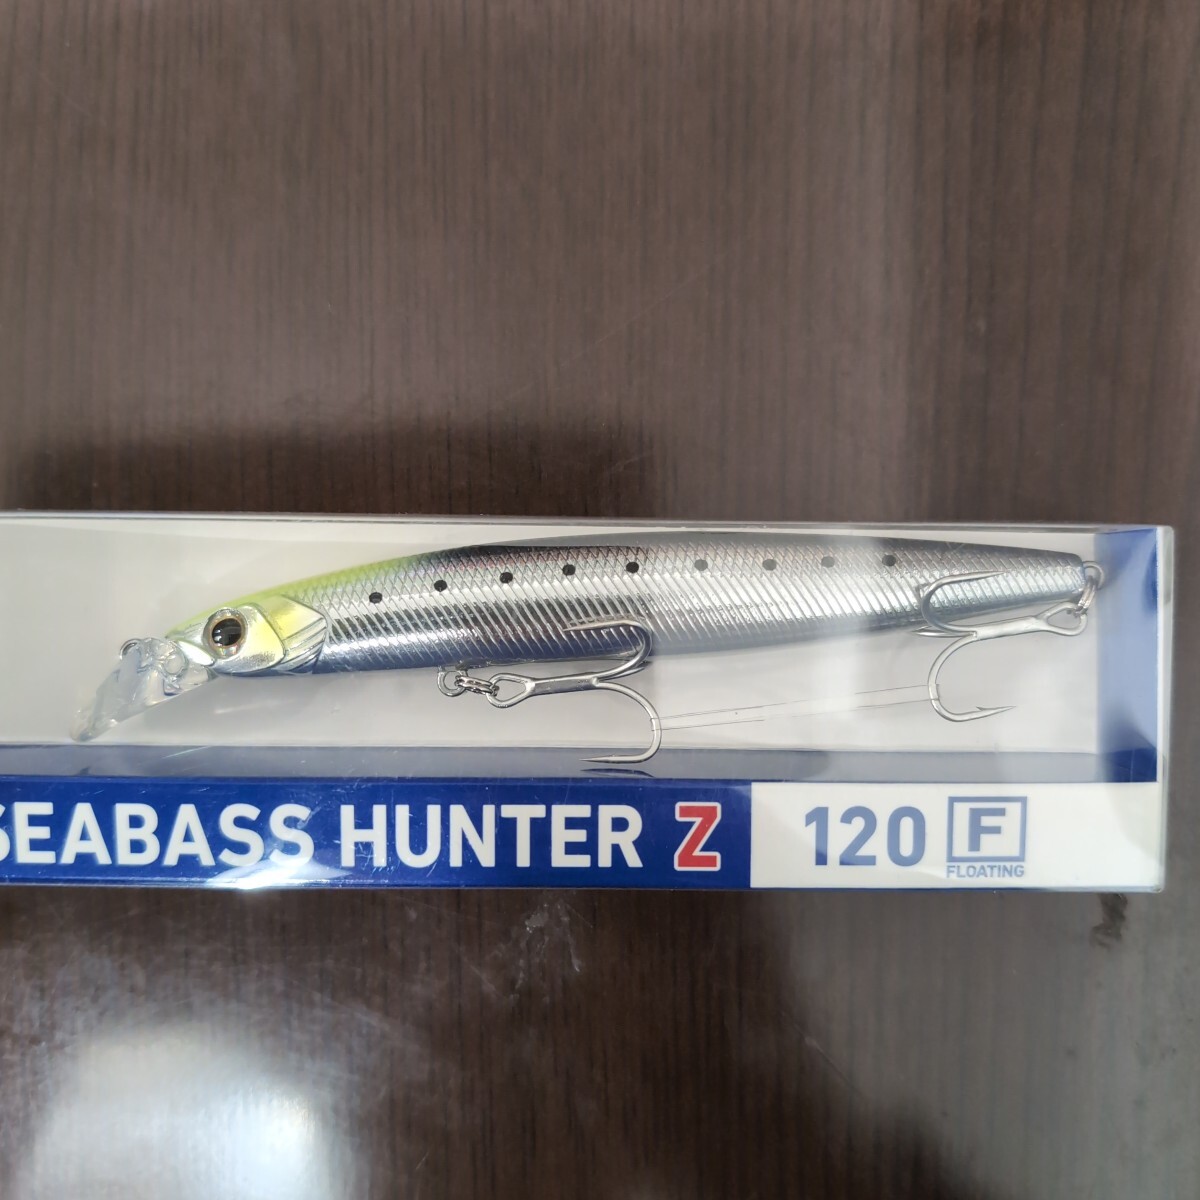 SEABASS HUNTER Z 120 F
FLOATING